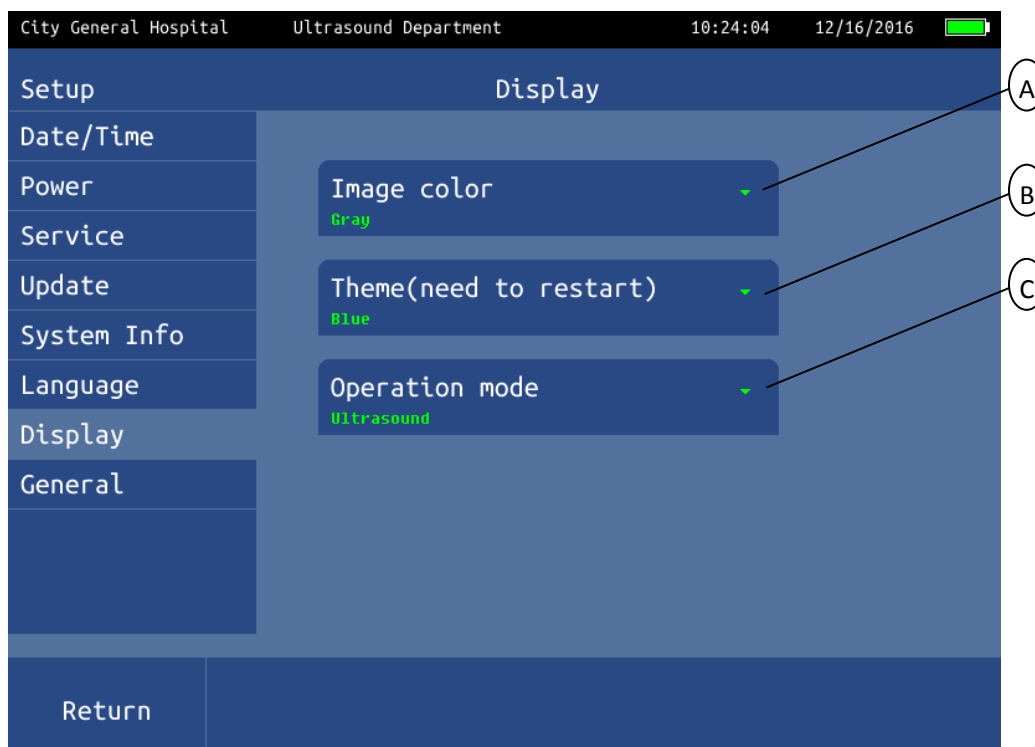 City General Hospital Ultrasound Department 10:24:04 12/16/2016
Setup Display
A
Date/Time
Power
Image color
Gray
B
Service
Update
Theme(need to restart)
Blue
C
System Info
Language
Operation mode
Ultrasound
Display
General
Return